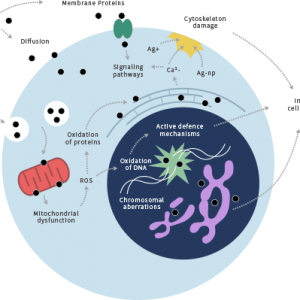 Membrane Proteins
Cytoskeleton
damage
Diffusion
Ag+
Signaling
pathways
Ca²⁻
Ag-np
In
cell
Oxidation
of proteins
Active defence
mechanisms
Oxidation
of DNA
ROS
Chromosomal
aberrations
Mitochondrial
dysfunction